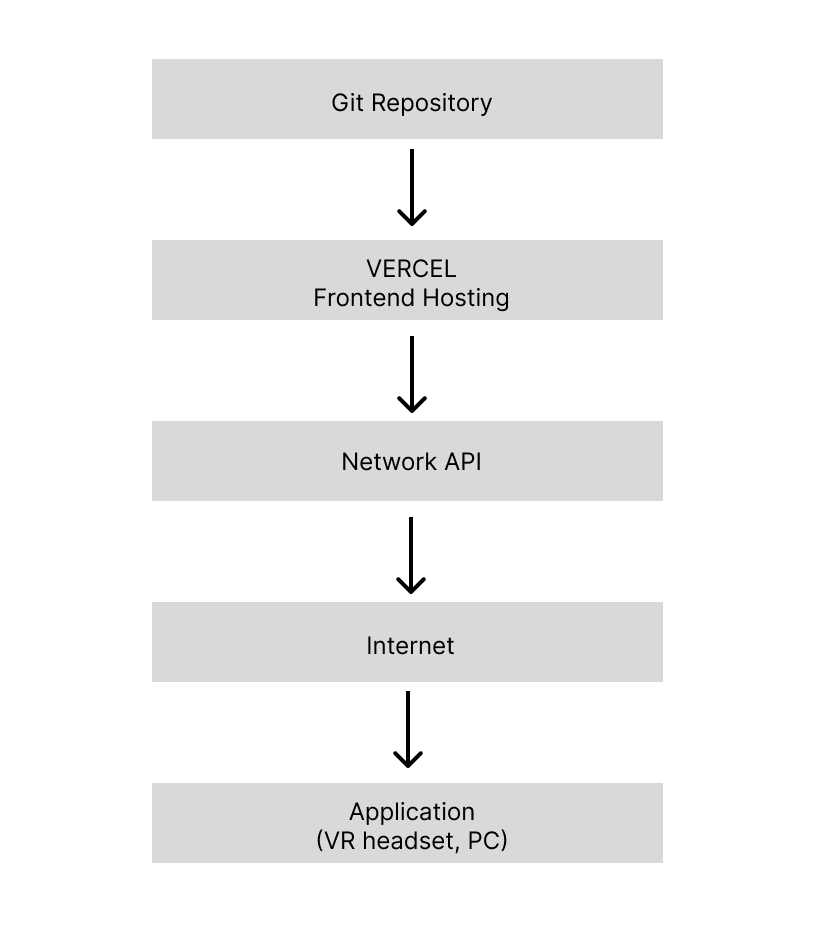 Git Repository
VERCEL
Frontend Hosting
Network API
Internet
Application
(VR headset, PC)